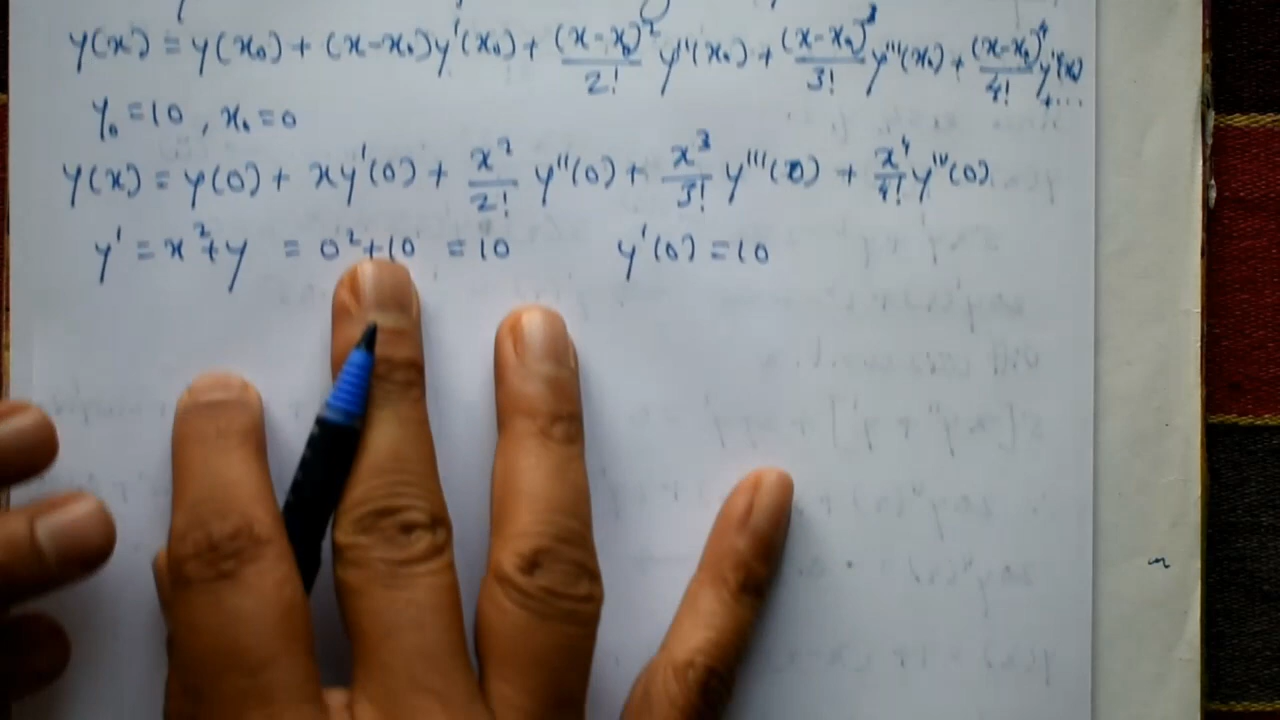 y(x) = y(x₀) + (x-x₀)y'(x₀) + (x-x₀)²/2! y''(x₀) + (x-x₀)³/3! y'''(x₀) + (x-x₀)⁴/4! y⁗(x₀) + ...
y₀ = 10 , x₀ = 0
y(x) = y(0) + xy'(0) + x²/2! y''(0) + x³/3! y'''(0) + x⁴/4! y^{iv}(0)
y' = x² + y = 0² + 10 = 10 y'(0) = 10